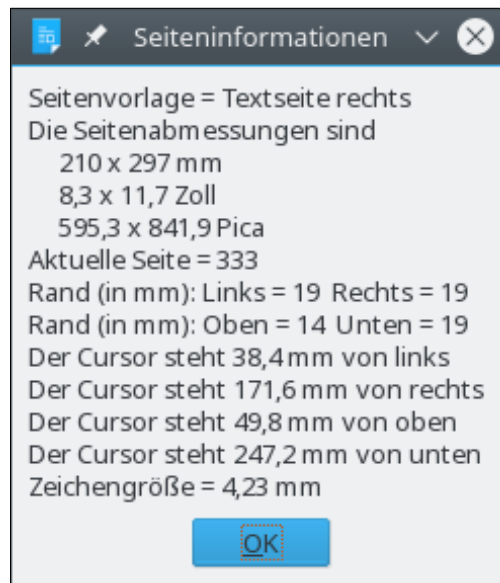 Seiteninformationen
Seitenvorlage = Textseite rechts
Die Seitenabmessungen sind
210 x 297 mm
8,3 x 11,7 Zoll
595,3 x 841,9 Pica
Aktuelle Seite = 333
Rand (in mm): Links = 19 Rechts = 19
Rand (in mm): Oben = 14 Unten = 19
Der Cursor steht 38,4 mm von links
Der Cursor steht 171,6 mm von rechts
Der Cursor steht 49,8 mm von oben
Der Cursor steht 247,2 mm von unten
Zeichengröße = 4,23 mm
OK